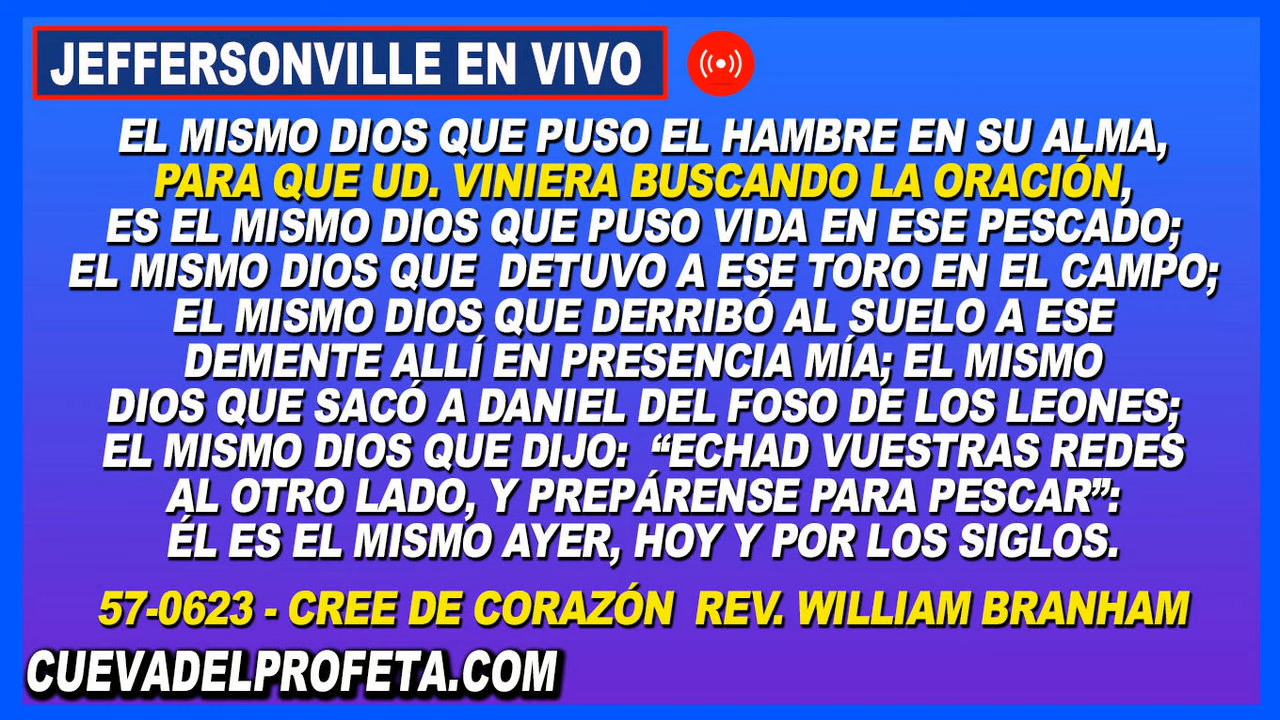 JEFFERSONVILLE EN VIVO
EL MISMO DIOS QUE PUSO EL HAMBRE EN SU ALMA,
PARA QUE UD. VINIERA BUSCANDO LA ORACIÓN,
ES EL MISMO DIOS QUE PUSO VIDA EN ESE PESCADO;
EL MISMO DIOS QUE DETUVO A ESE TORO EN EL CAMPO;
EL MISMO DIOS QUE DERRIBÓ AL SUELO A ESE
DEMENTE ALLÍ EN PRESENCIA MÍA; EL MISMO
DIOS QUE SACÓ A DANIEL DEL FOSO DE LOS LEONES;
EL MISMO DIOS QUE DIJO: “ECHAD VUESTRAS REDES
AL OTRO LADO, Y PREPÁRENSE PARA PESCAR”:
ÉL ES EL MISMO AYER, HOY Y POR LOS SIGLOS.
57-0623 - CREE DE CORAZÓN REV. WILLIAM BRANHAM
CUEVADELPROFETA.COM